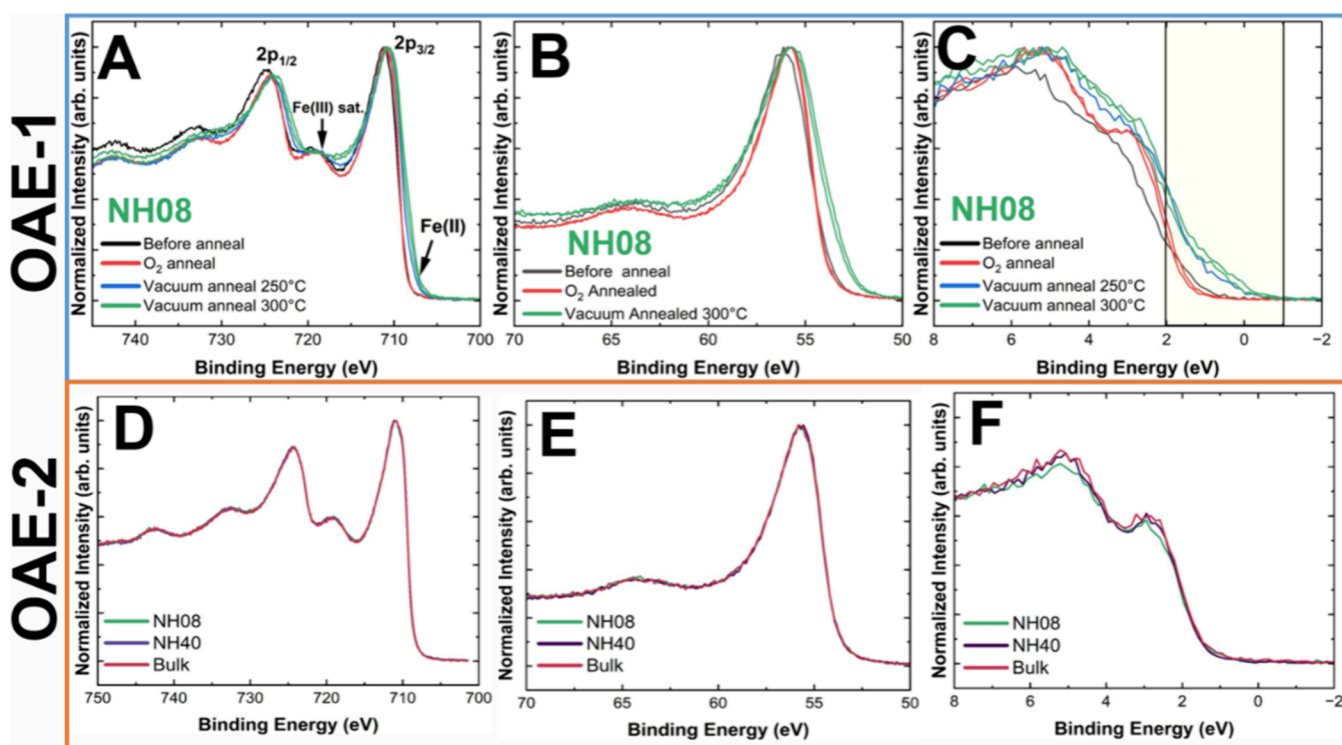 OAE-1
A
2p1/2
2p3/2
Fe(III) sat.
Fe(II)
NH08
Before anneal
O2 anneal
Vacuum anneal 250°C
Vacuum anneal 300°C
Normalized Intensity (arb. units)
740 730 720 710 700
Binding Energy (eV)
B
NH08
Before anneal
O2 Annealed
Vacuum Annealed 300°C
Normalized Intensity (arb. units)
70 65 60 55 50
Binding Energy (eV)
C
NH08
Before anneal
O2 anneal
Vacuum anneal 250°C
Vacuum anneal 300°C
Normalized Intensity (arb. units)
8 6 4 2 0 −2
Binding Energy (eV)
OAE-2
D
NH08
NH40
Bulk
Normalized Intensity (arb. units)
750 740 730 720 710 700
Binding Energy (eV)
E
NH08
NH40
Bulk
Normalized Intensity (arb. units)
70 65 60 55 50
Binding Energy (eV)
F
NH08
NH40
Bulk
Normalized Intensity (arb. units)
8 6 4 2 0 −2
Binding Energy (eV)